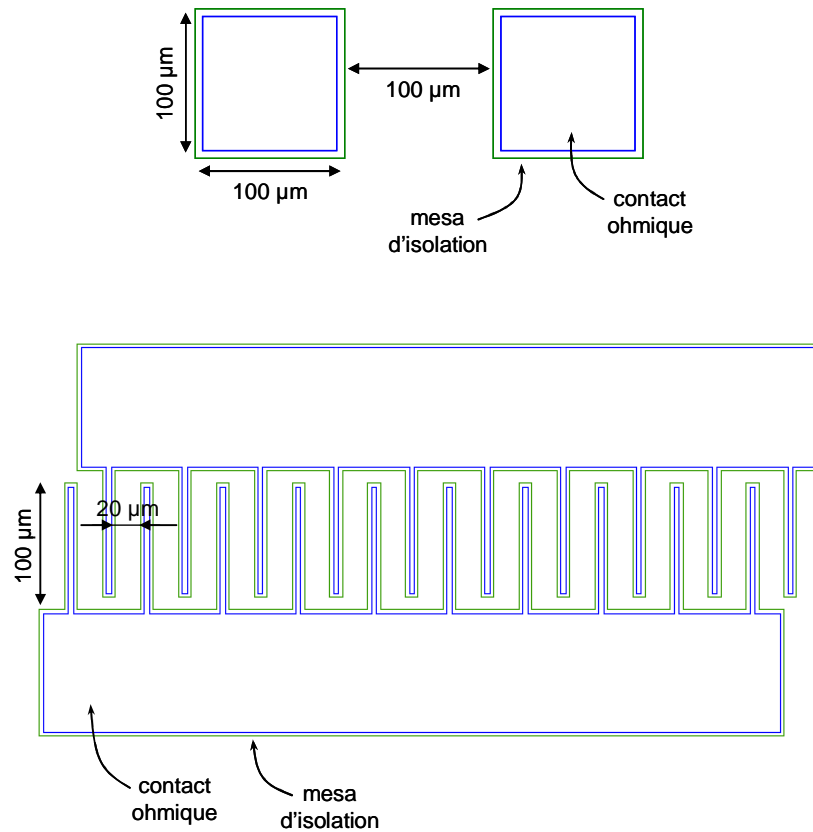 100 µm
100 µm
100 µm
contact
ohmique
mesa
d'isolation
20 µm
100 µm
contact
ohmique
mesa
d'isolation